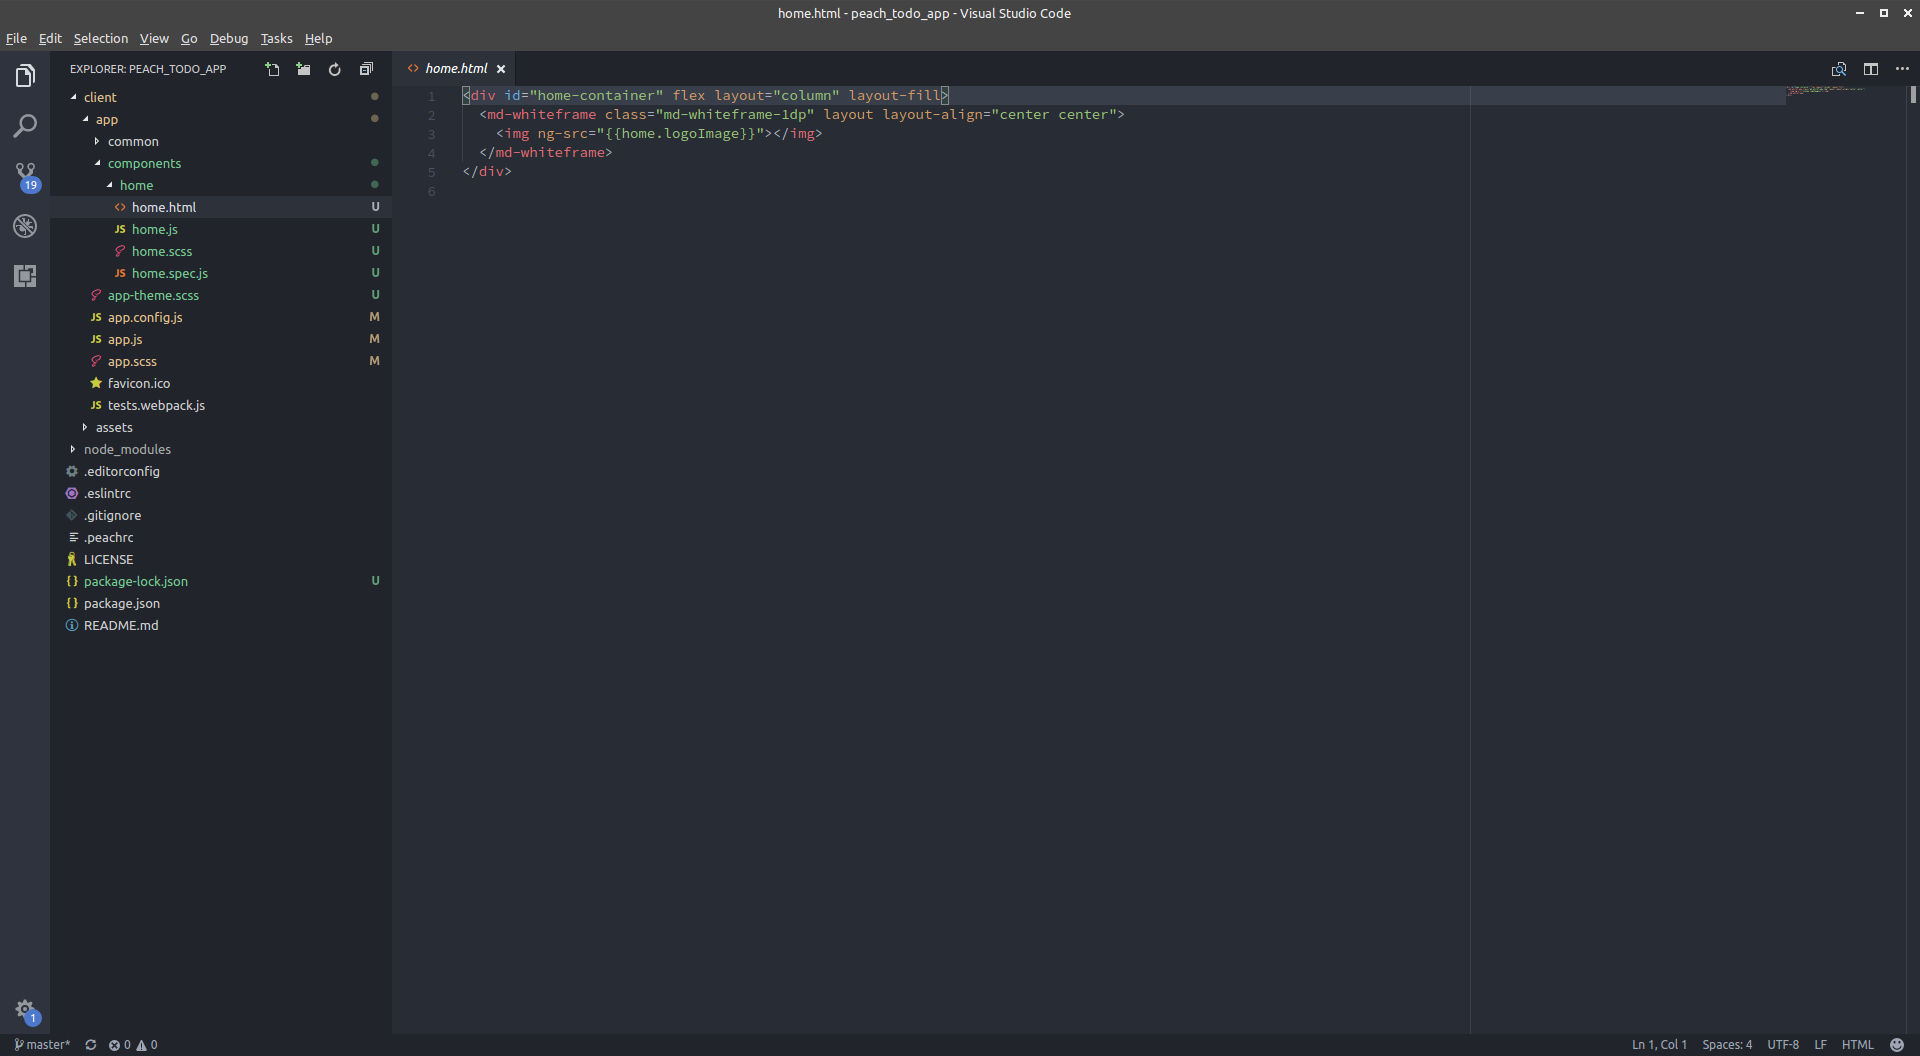 home.html - peach_todo_app - Visual Studio Code
File Edit Selection View Go Debug Tasks Help
EXPLORER: PEACH_TODO_APP
home.html
client
app
common
components
home
home.html U
home.js U
home.scss U
home.spec.js U
app-theme.scss U
app.config.js M
app.js M
app.scss M
favicon.ico
tests.webpack.js
assets
node_modules
.editorconfig
.eslintrc
.gitignore
.peachrc
LICENSE
package-lock.json U
package.json
README.md
19
1
1 <div id="home-container" flex layout="column" layout-fill>
2 <md-whiteframe class="md-whiteframe-1dp" layout layout-align="center center">
3 <img ng-src="{{home.logoImage}}"></img>
4 </md-whiteframe>
5 </div>
6
master* 0 0 Ln 1, Col 1 Spaces: 4 UTF-8 LF HTML